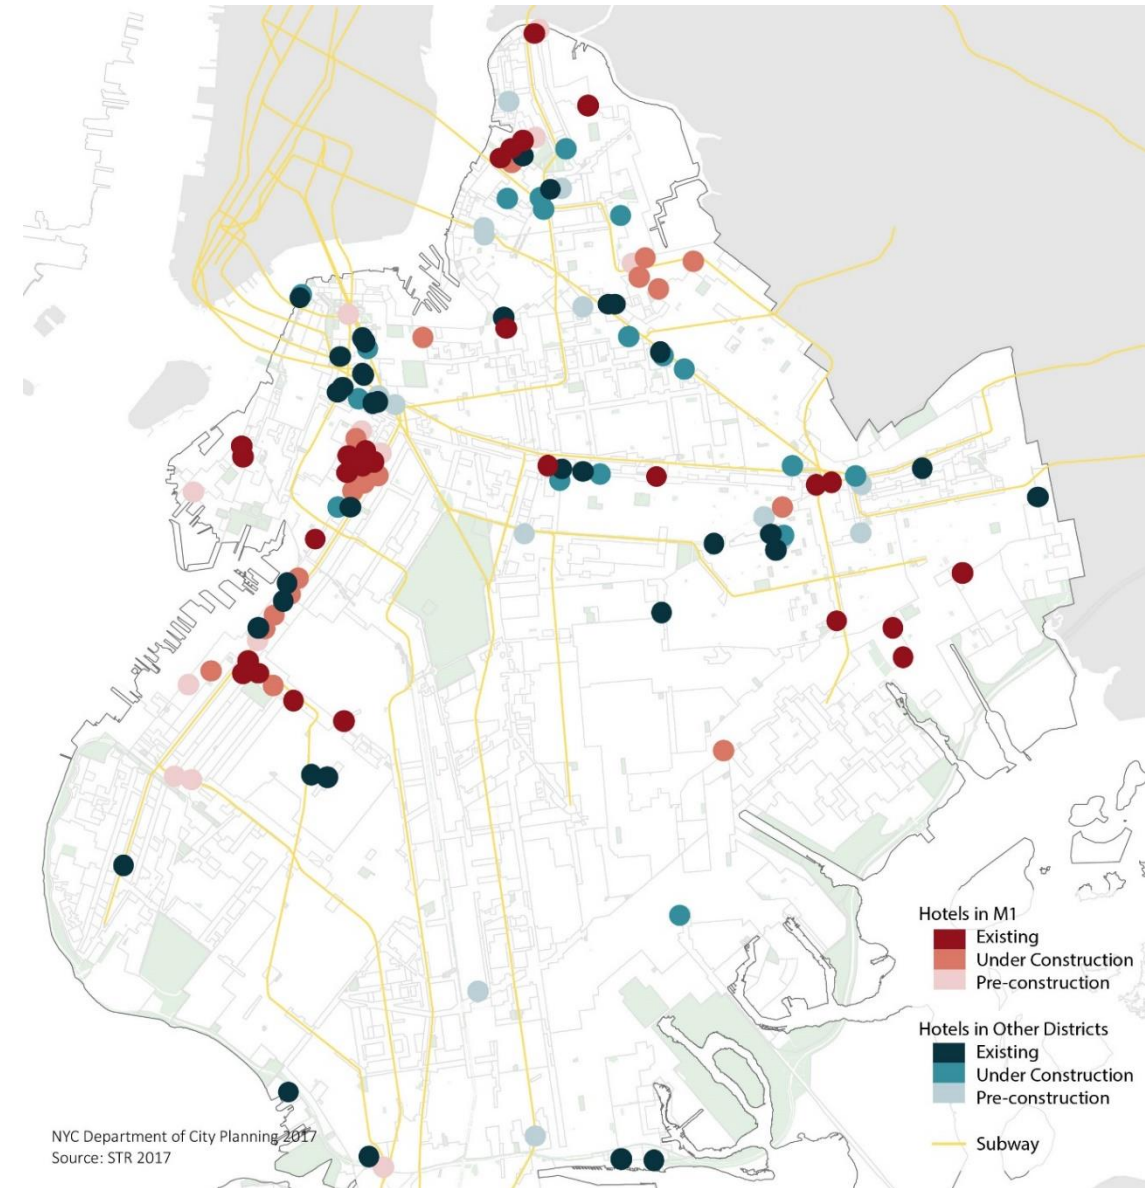 Hotels in M1
Existing
Under Construction
Pre-construction
Hotels in Other Districts
Existing
Under Construction
Pre-construction
Subway
NYC Department of City Planning 2017
Source: STR 2017